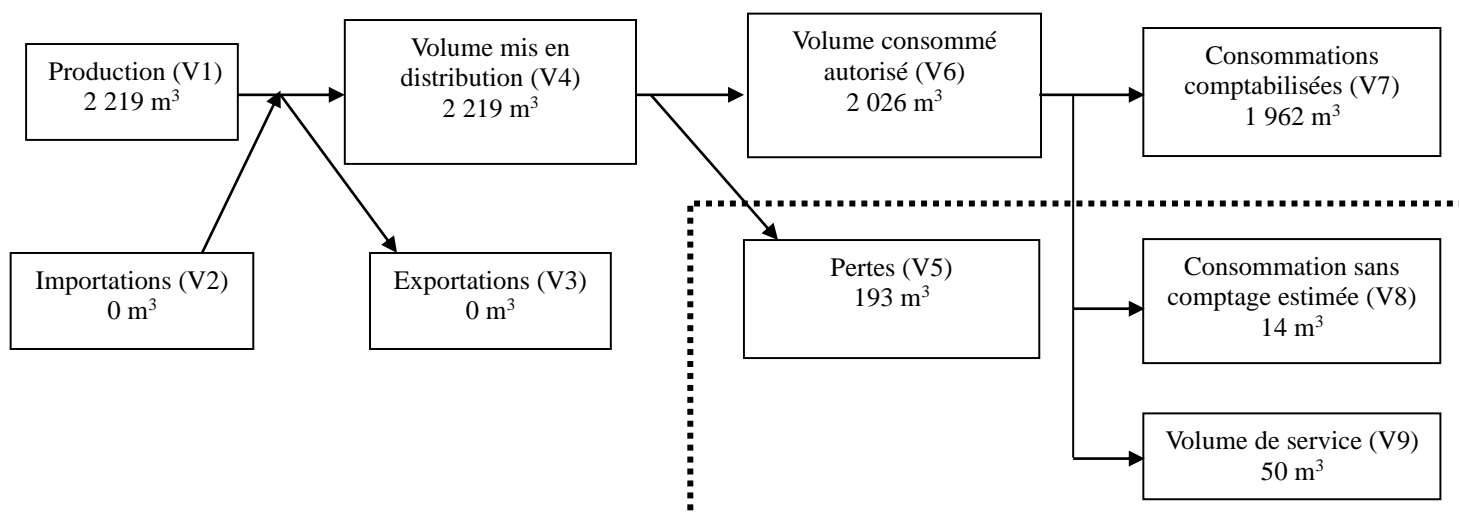 Production (V1)
2 219 m³
Volume mis en
distribution (V4)
2 219 m³
Volume consommé
autorisé (V6)
2 026 m³
Consommations
comptabilisées (V7)
1 962 m³
Importations (V2)
0 m³
Exportations (V3)
0 m³
Pertes (V5)
193 m³
Consommation sans
comptage estimée (V8)
14 m³
Volume de service (V9)
50 m³